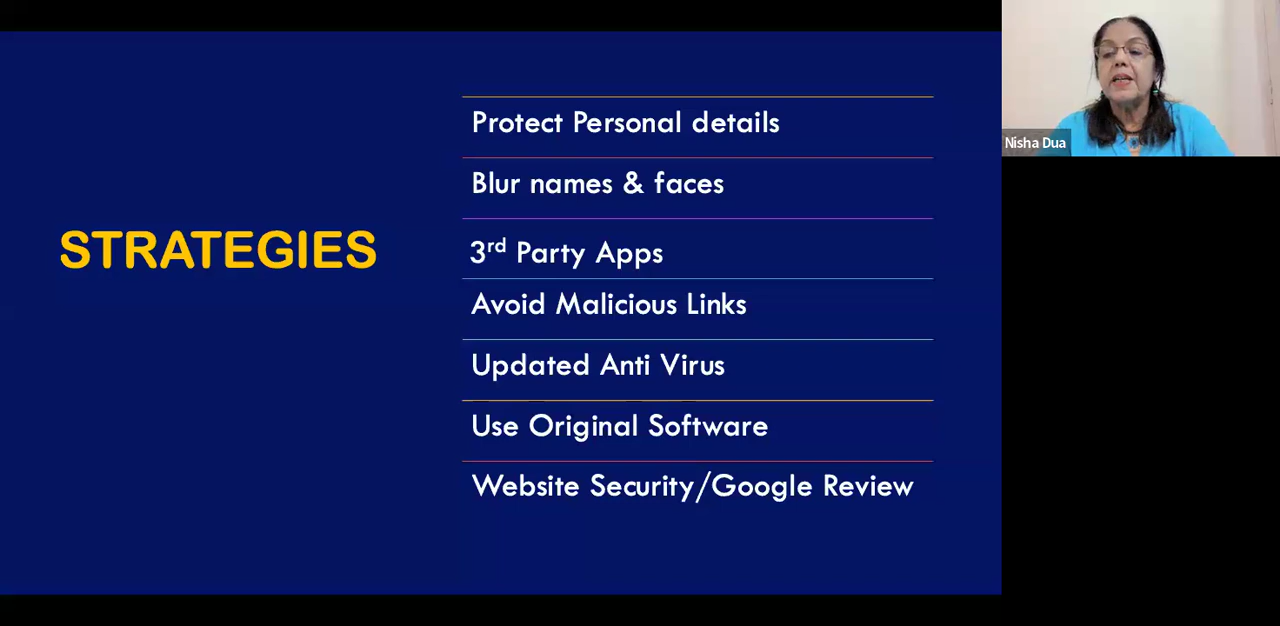 STRATEGIES
Protect Personal details
Blur names & faces
3rd Party Apps
Avoid Malicious Links
Updated Anti Virus
Use Original Software
Website Security/Google Review
Nisha Dua